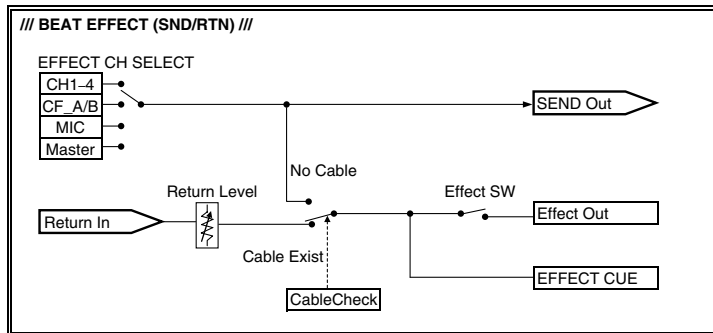 /// BEAT EFFECT (SND/RTN) ///
EFFECT CH SELECT
CH1–4
CF_A/B
MIC
Master
SEND Out
No Cable
Return Level
Effect SW
Return In
Effect Out
Cable Exist
EFFECT CUE
CableCheck